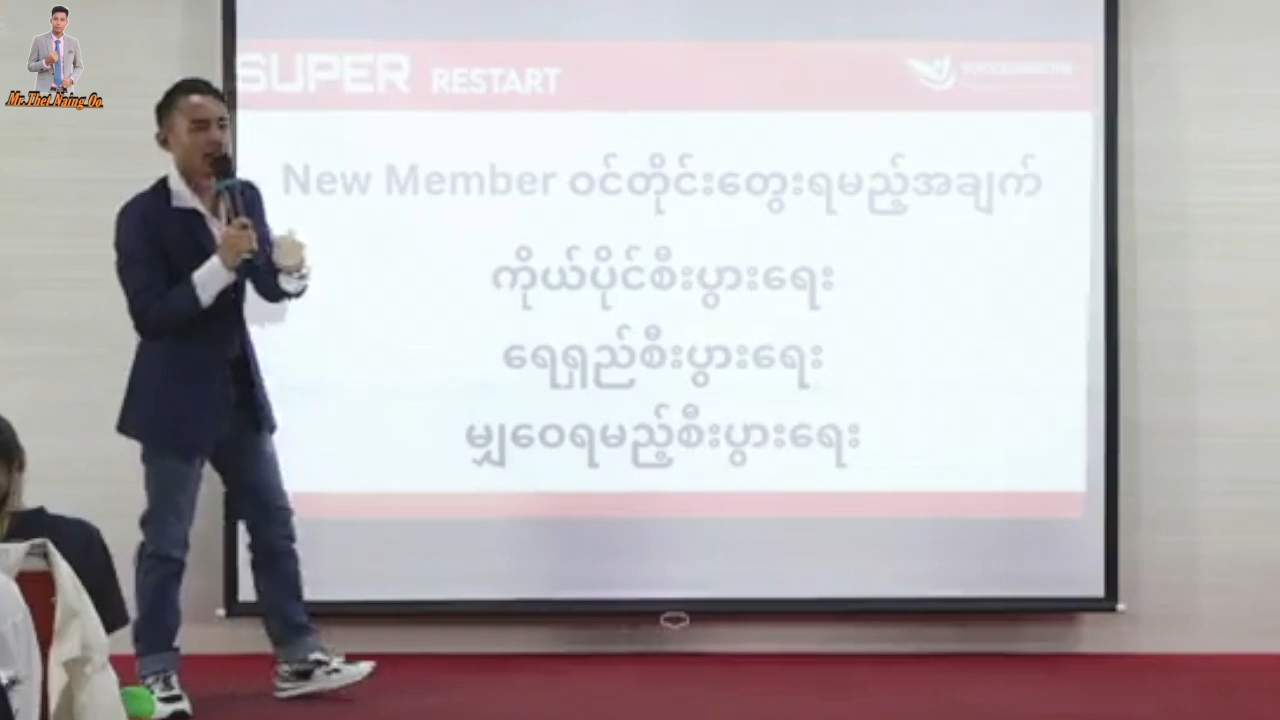 Mr.Thet Naing Oo
SUPER RESTART
New Member ဝင်တိုင်းတွေးရမည့်အချက်
ကိုယ်ပိုင်စီးပွားရေး
ရေရှည်စီးပွားရေး
မျှဝေရမည့်စီးပွားရေး